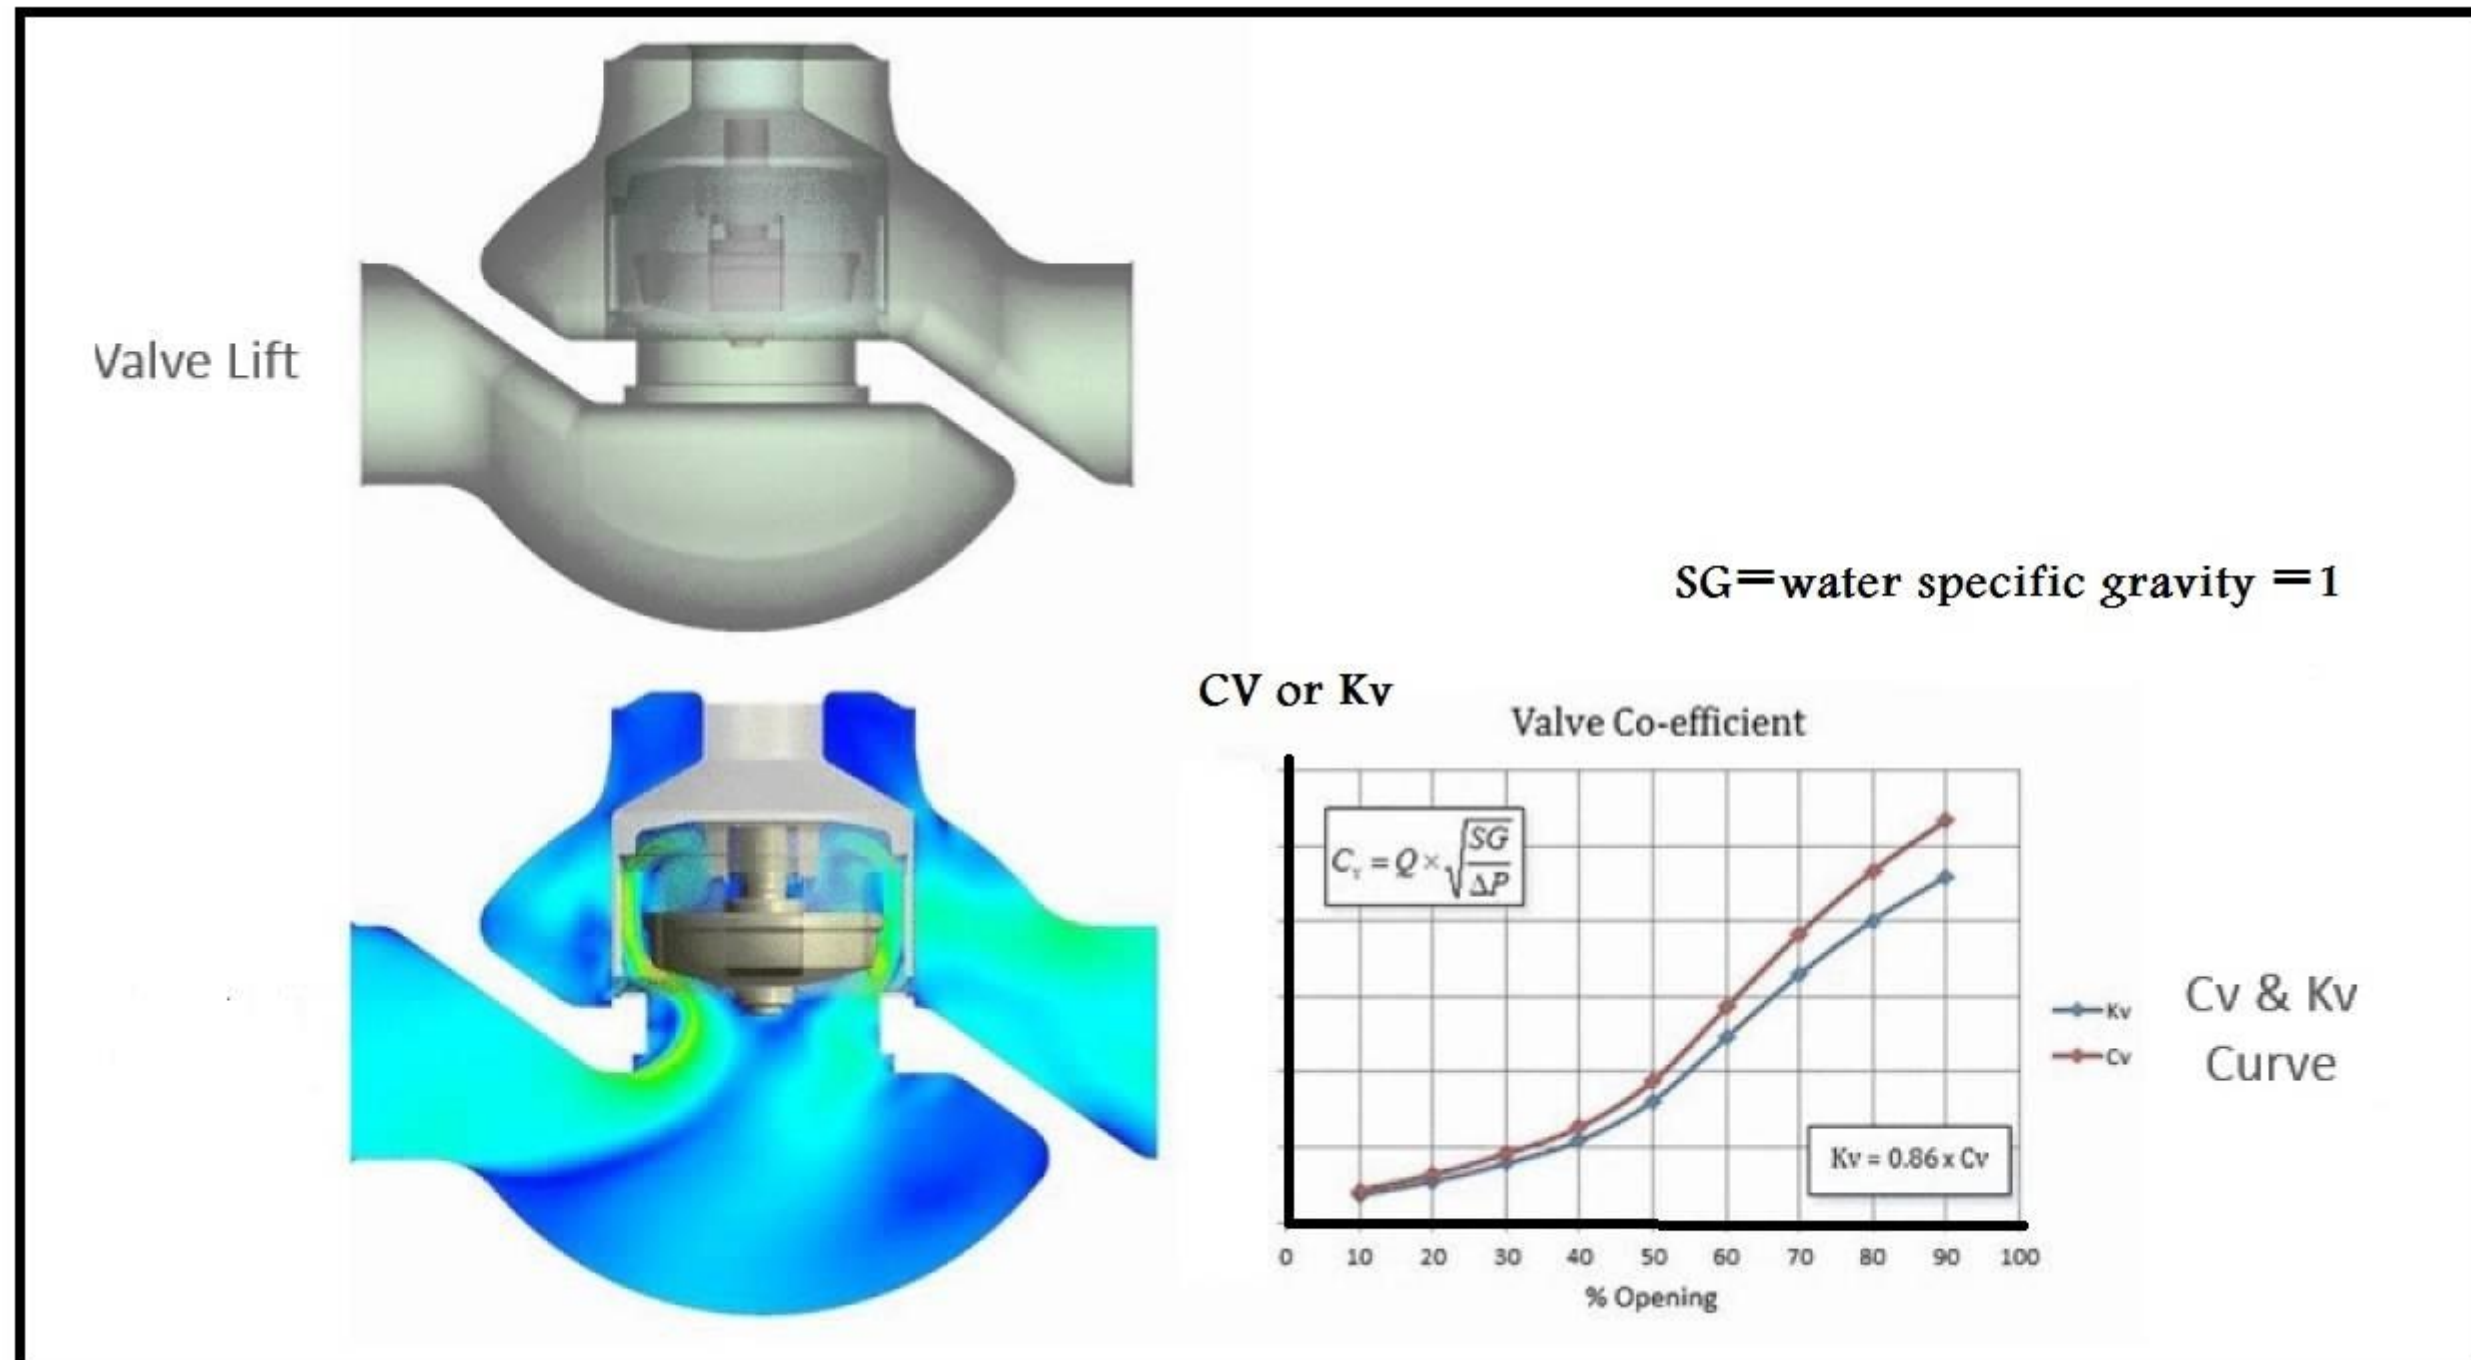 Valve Lift
SG=water specific gravity =1
CV or Kv
Valve Co-efficient
Cv = Q × √(SG/ΔP)
Kv = 0.86 x Cv
Kv
Cv
Cv & Kv
Curve
0 10 20 30 40 50 60 70 80 90 100
% Opening